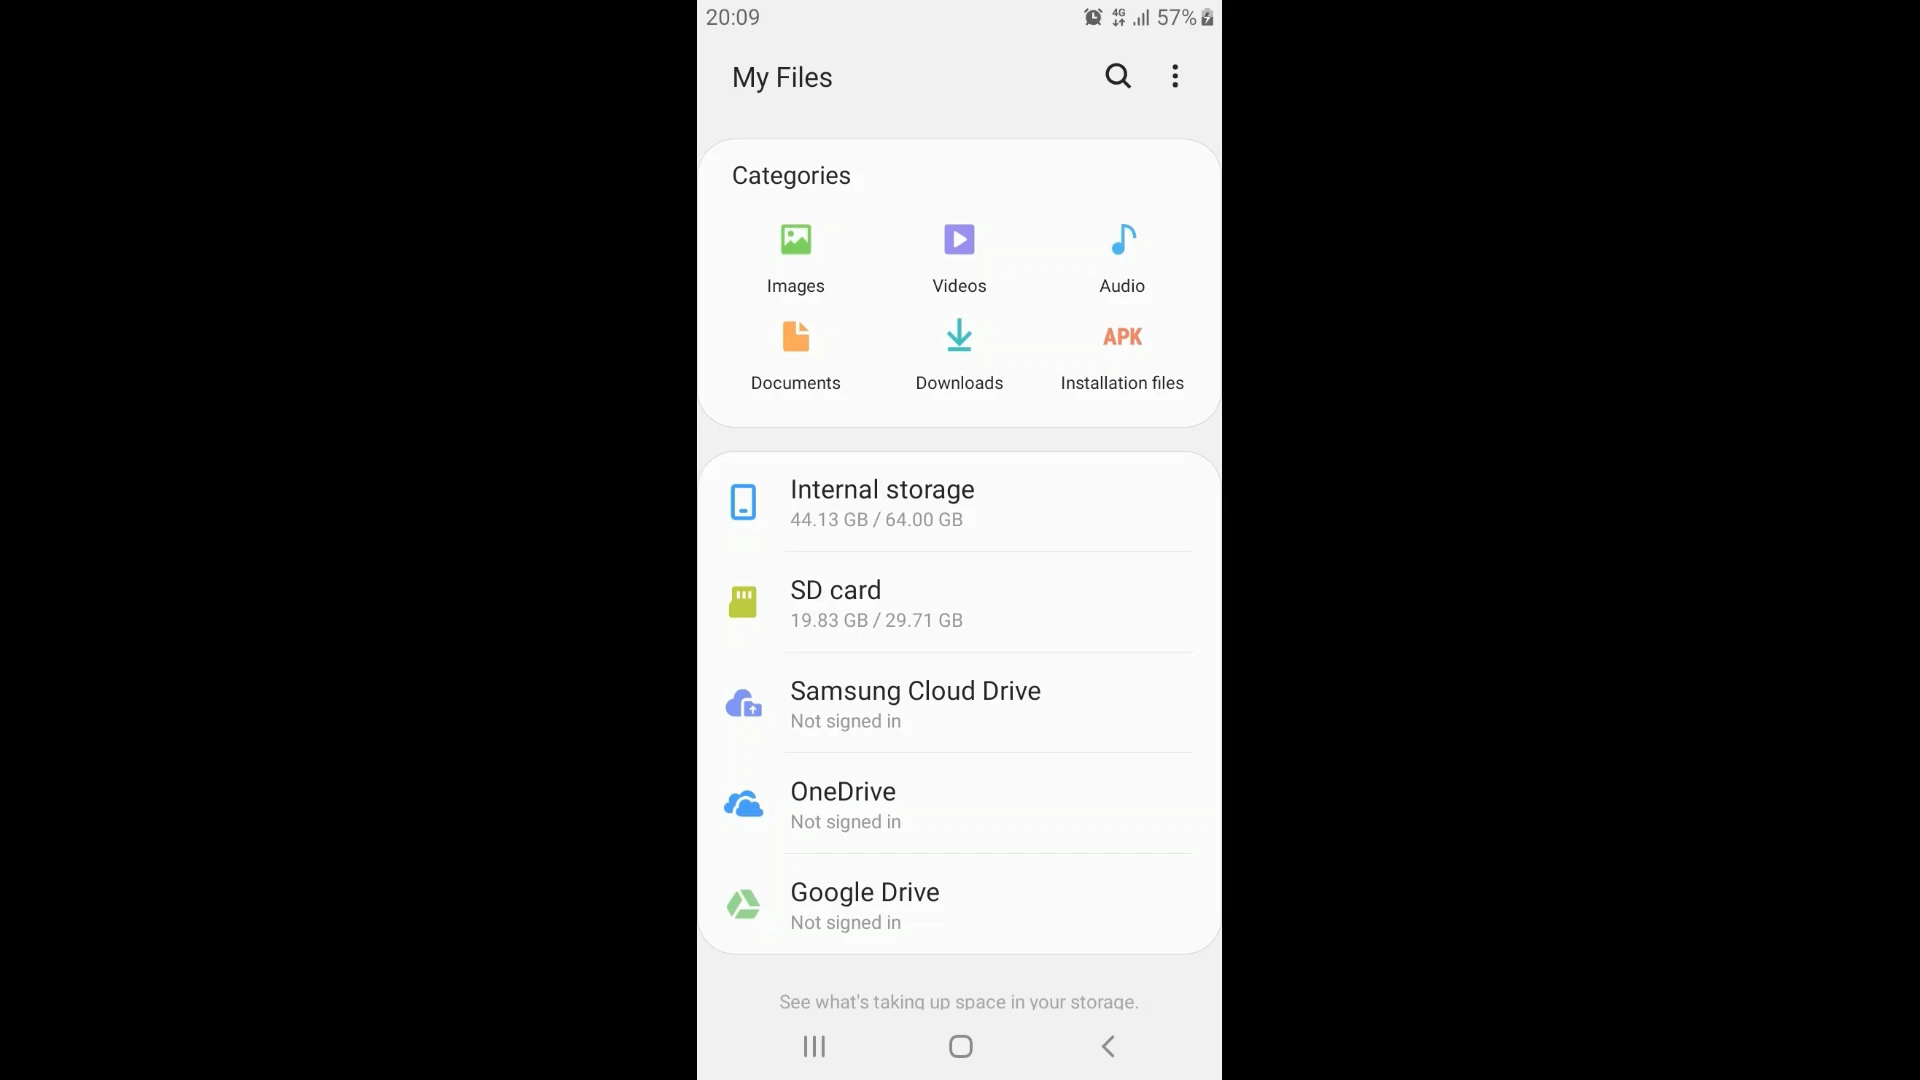 20:09
4G 57%
My Files
Categories
Images Videos Audio
APK
Documents Downloads Installation files
Internal storage
44.13 GB / 64.00 GB
SD card
19.83 GB / 29.71 GB
Samsung Cloud Drive
Not signed in
OneDrive
Not signed in
Google Drive
Not signed in
See what's taking up space in your storage.